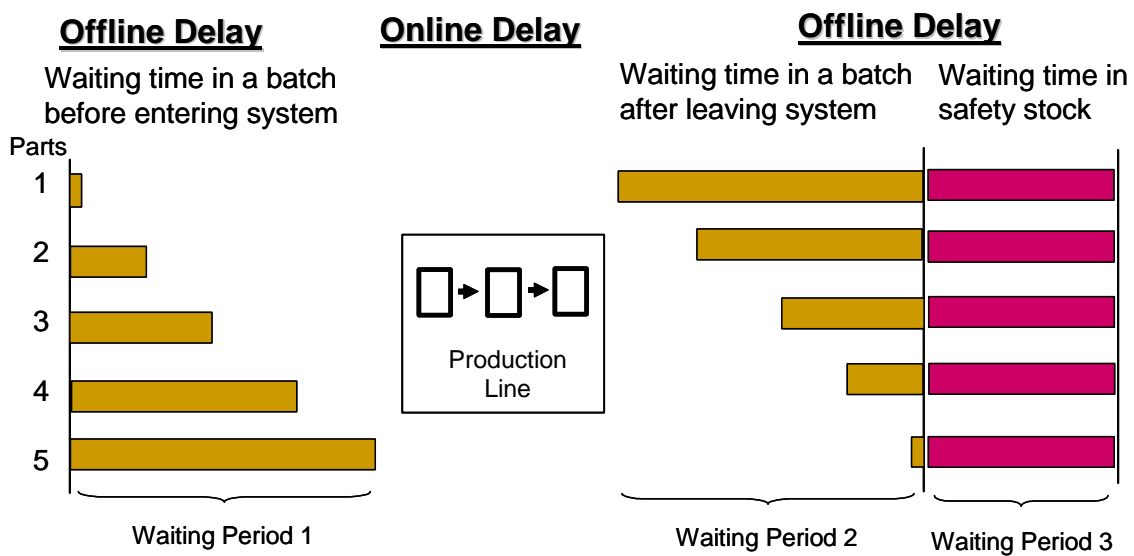 Offline Delay
Online Delay
Offline Delay
Waiting time in a batch
before entering system
Waiting time in a batch
after leaving system
Waiting time in
safety stock
Parts
1
2
3
4
5
Production
Line
Waiting Period 1
Waiting Period 2
Waiting Period 3